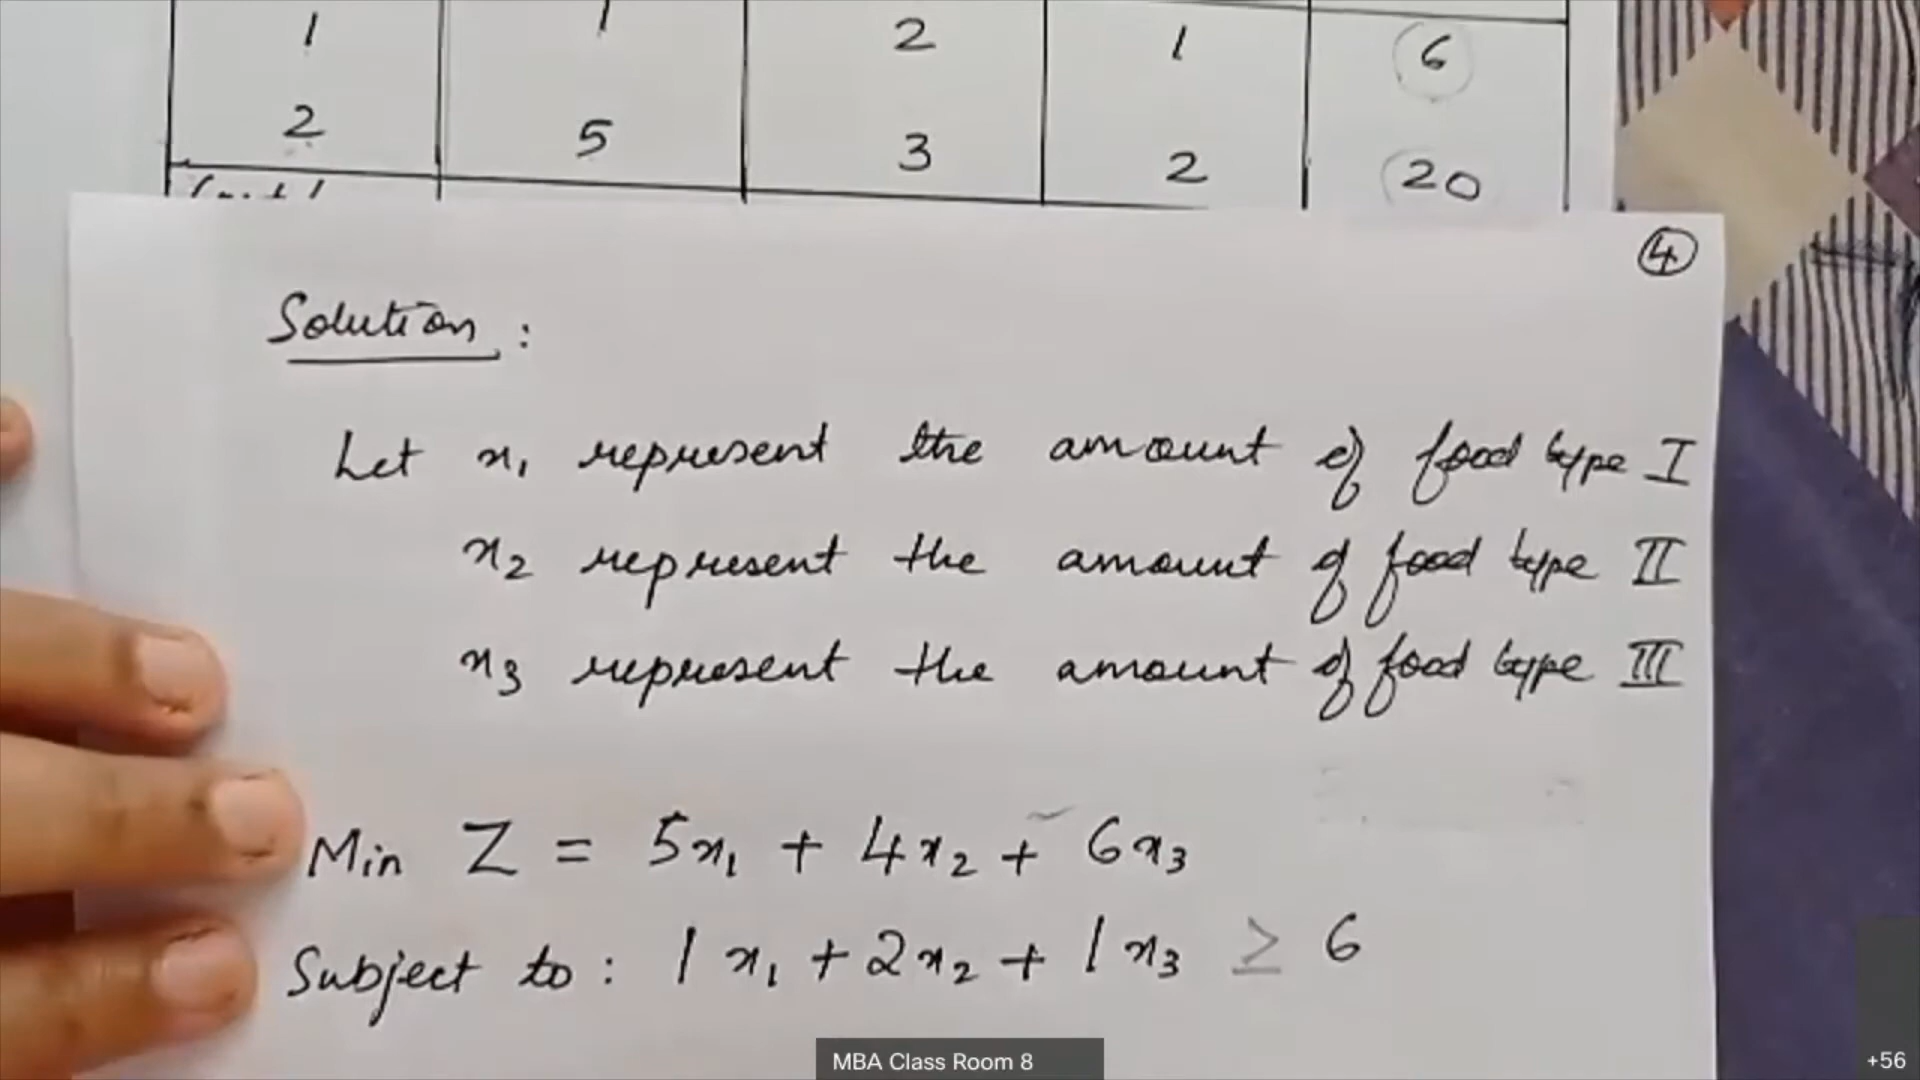 1 1 2 1 6
2 5 3 2 20
4
Solution :
Let x₁ represent the amount of food type I
x₂ represent the amount of food type II
x₃ represent the amount of food type III
Min Z = 5x₁ + 4x₂ + 6x₃
Subject to : 1x₁ + 2x₂ + 1x₃ ≥ 6
MBA Class Room 8
+56